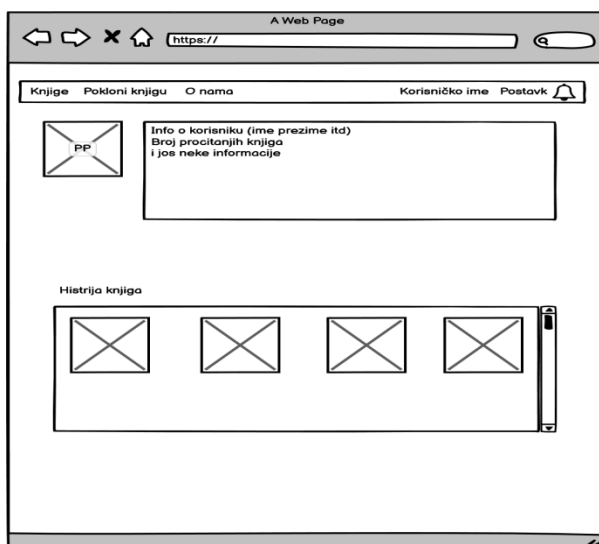 A Web Page
https://
Knjige Pokloni knjigu O nama Korisničko ime Postavk
PP
Info o korisniku (ime prezime itd)
Broj procitanih knjiga
i jos neke informacije
Histrija knjiga